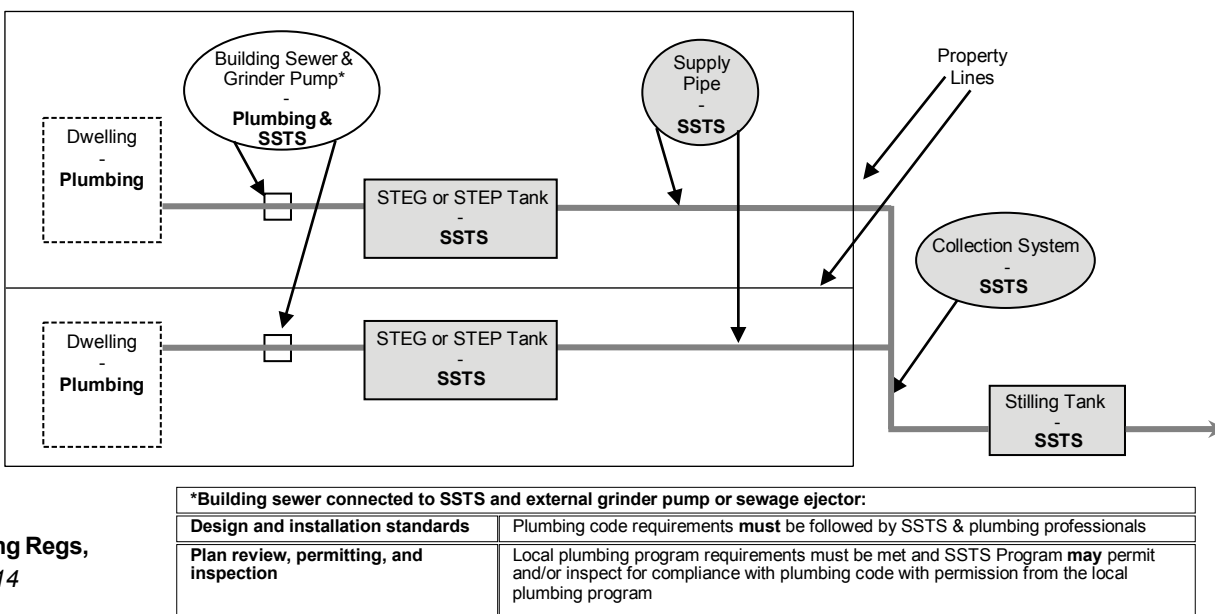 Building Sewer &
Grinder Pump*
-
Plumbing &
SSTS
Supply
Pipe
-
SSTS
Property
Lines
Dwelling
-
Plumbing
STEG or STEP Tank
-
SSTS
Collection System
-
SSTS
Dwelling
-
Plumbing
STEG or STEP Tank
-
SSTS
Stilling Tank
-
SSTS
*Building sewer connected to SSTS and external grinder pump or sewage ejector:
Design and installation standards
Plumbing code requirements must be followed by SSTS & plumbing professionals
Plan review, permitting, and
inspection
Local plumbing program requirements must be met and SSTS Program may permit
and/or inspect for compliance with plumbing code with permission from the local
plumbing program
ng Regs,
14